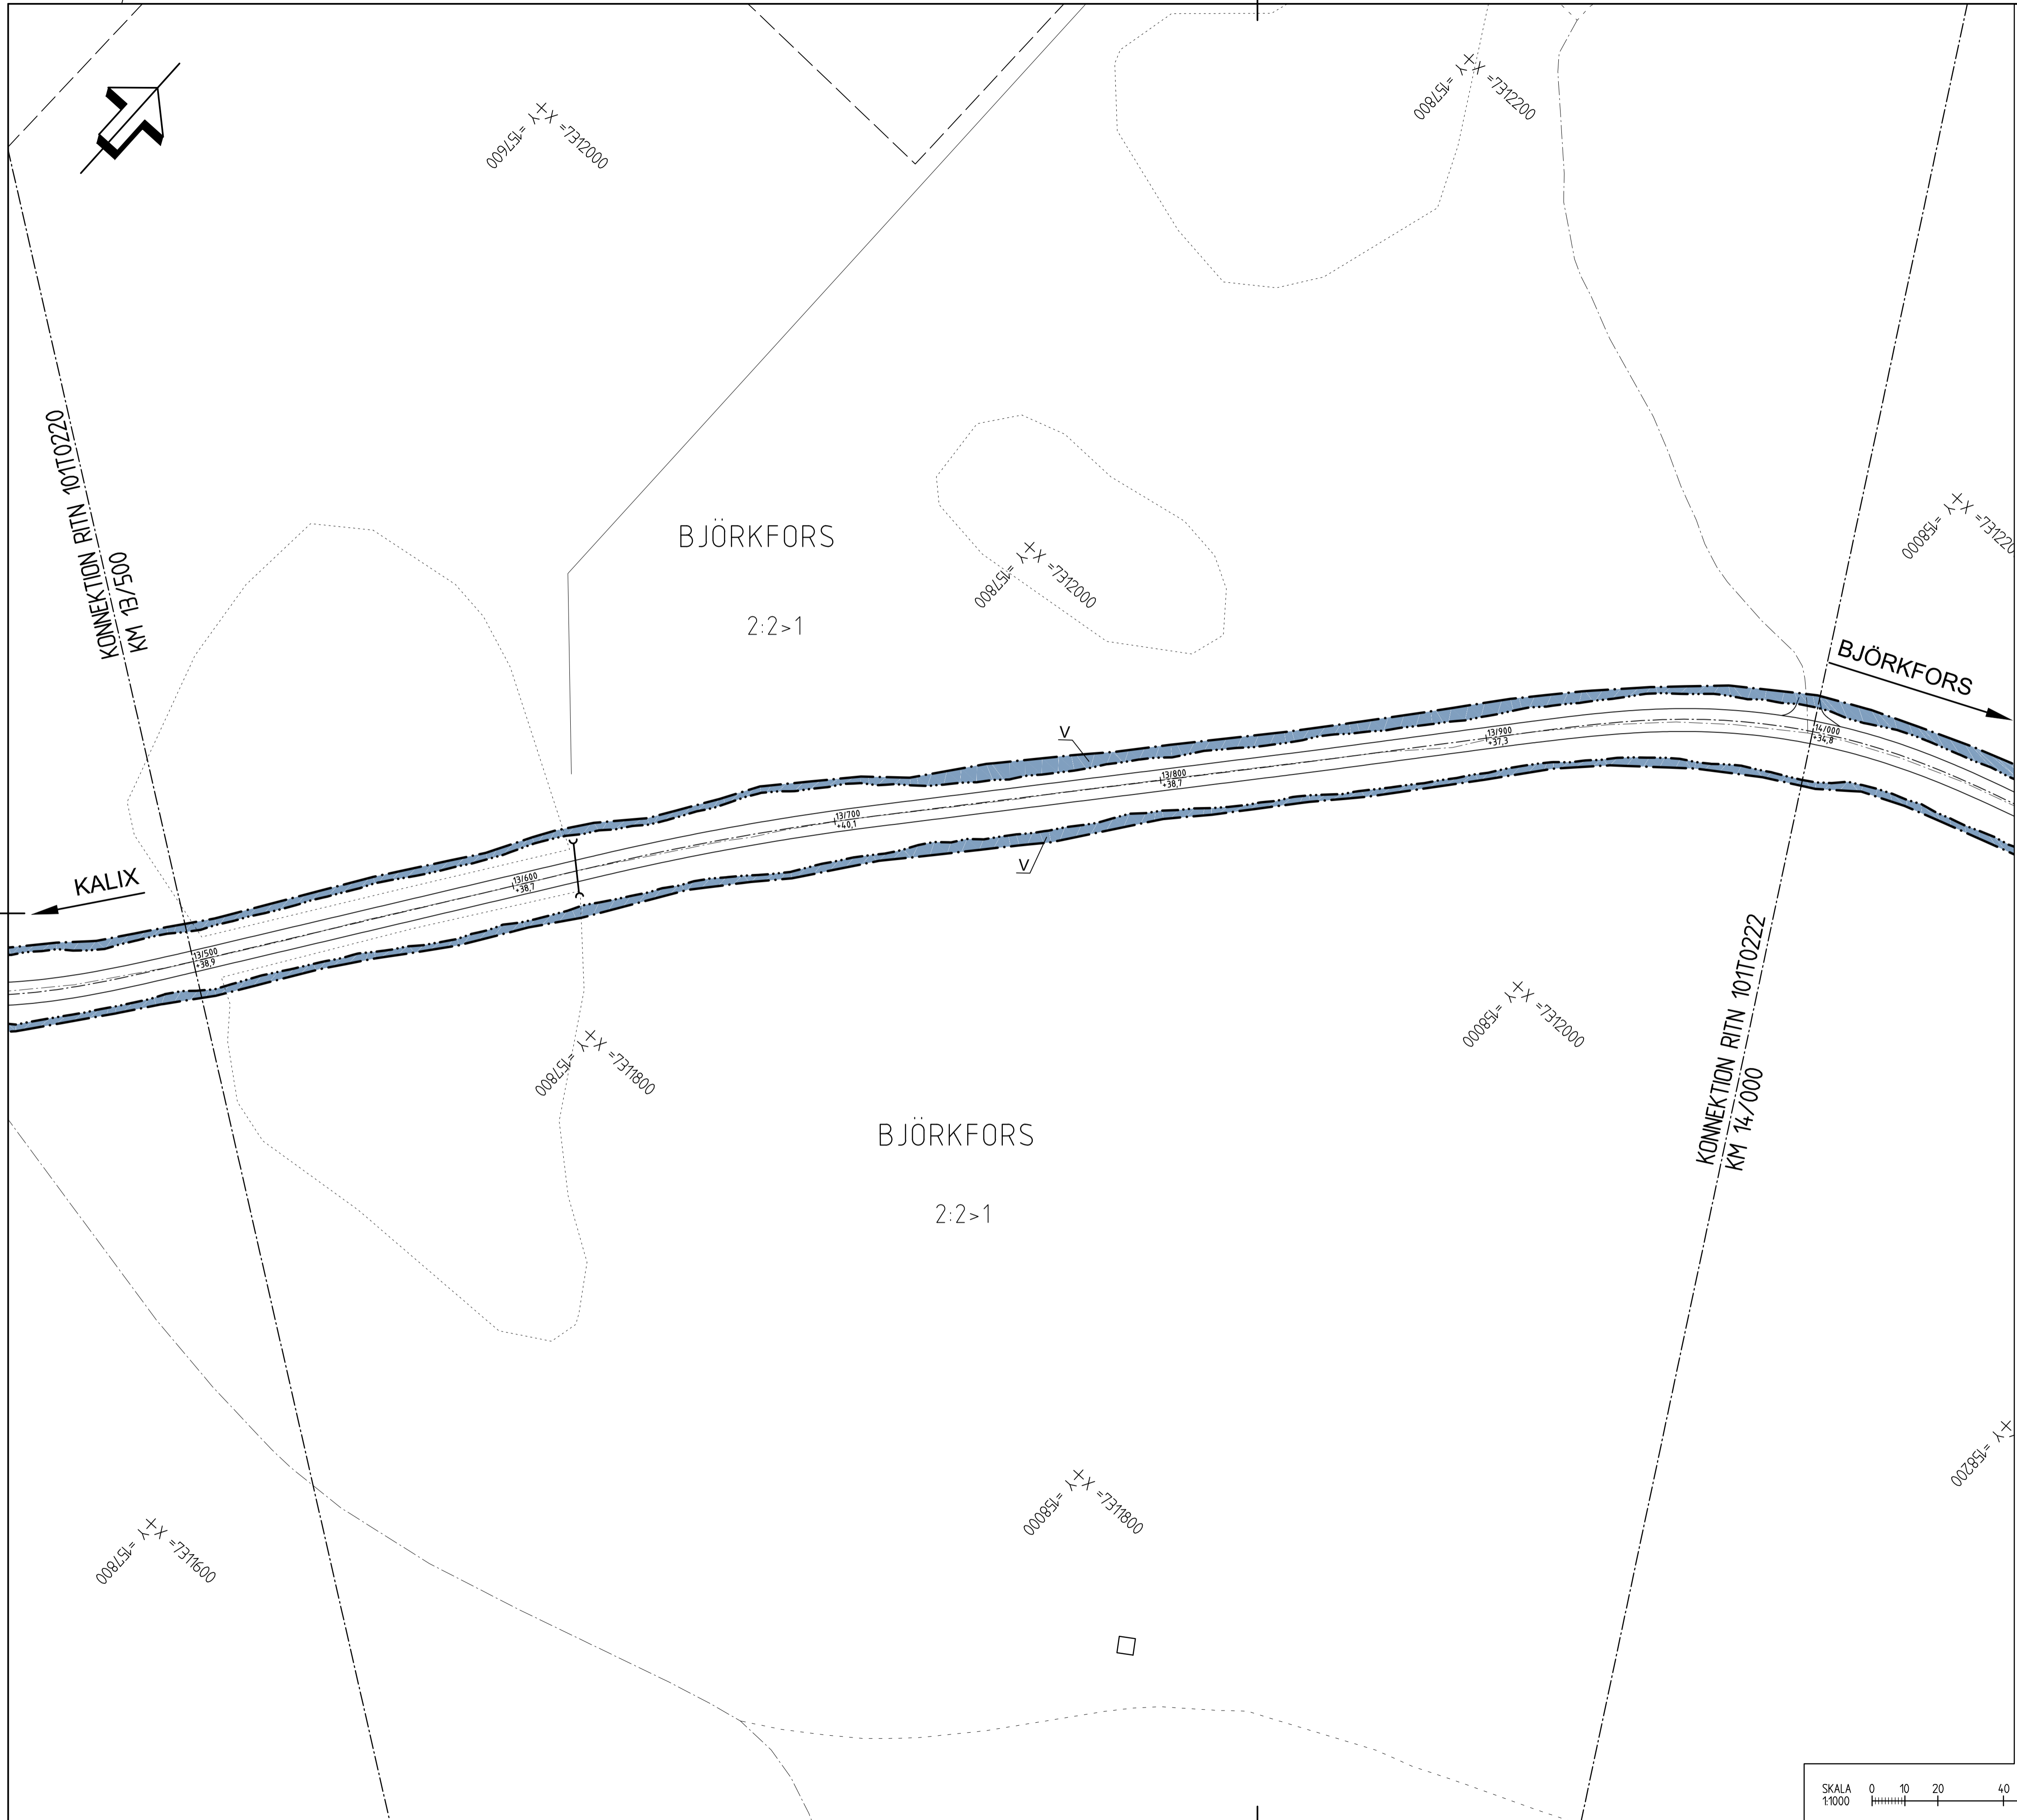 X =7312200
Y =157800
X =7312000
Y =157600
KONNEKTION RITN 101T0220
KM 13/500
BJÖRKFORS
2:2>1
X =7312000
Y =157800
X =731220
Y =158000
BJÖRKFORS
V
13/900
+37,3
14/000
+34,8
13/800
+38,7
13/700
+40,1
V
13/600
+38,7
KALIX
13/500
+38,9
KONNEKTION RITN 101T0222
KM 14/000
X =7312000
Y =158000
X =7311800
Y =157800
BJÖRKFORS
2:2>1
Y =158200
X =7311800
Y =158000
X =7311600
Y =157800
SKALA 0 10 20 40
1:1000